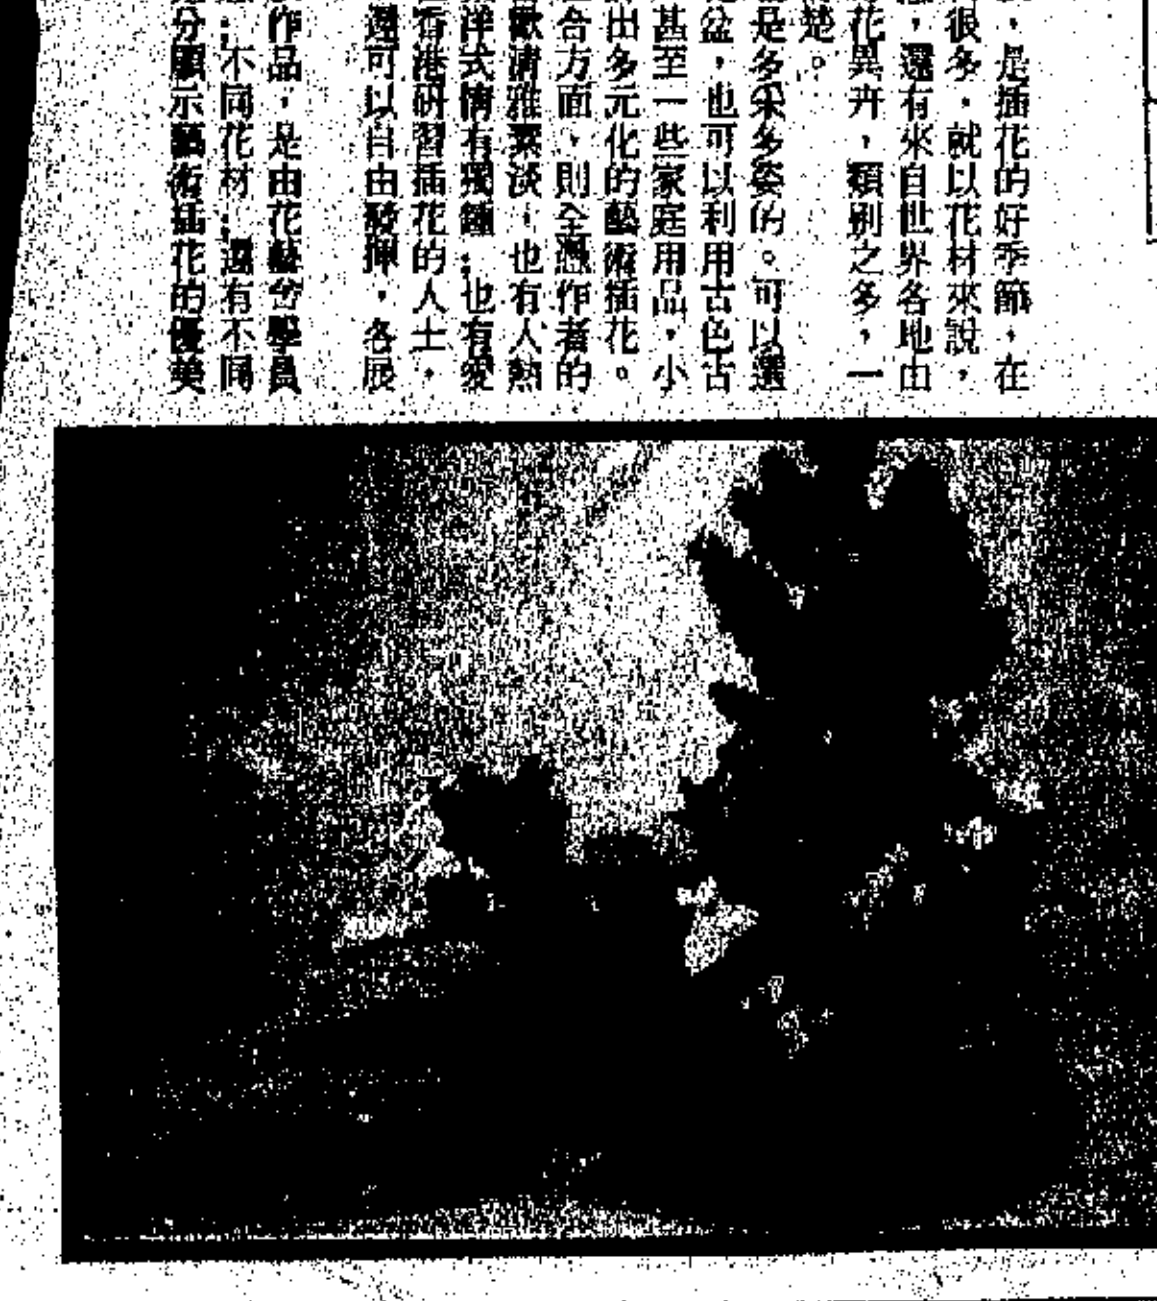 ，是插花的好季節，在
很多，就以花材來說，
，還有來自世界各地由
花異卉，類別之多，一
楚。
是多采多姿的。可以選
盆，也可以利用古色古
甚至一些家庭用品，小
出多元化的藝術插花。
合方面，則全憑作者的
歡清雅素淡；也有人熱
洋式情有獨鍾；也有愛
香港研習插花的人士，
還可以自由發揮，各展
作品，是由花藝苔學員
；不同花材；還有不同
分顯示藝術插花的優美